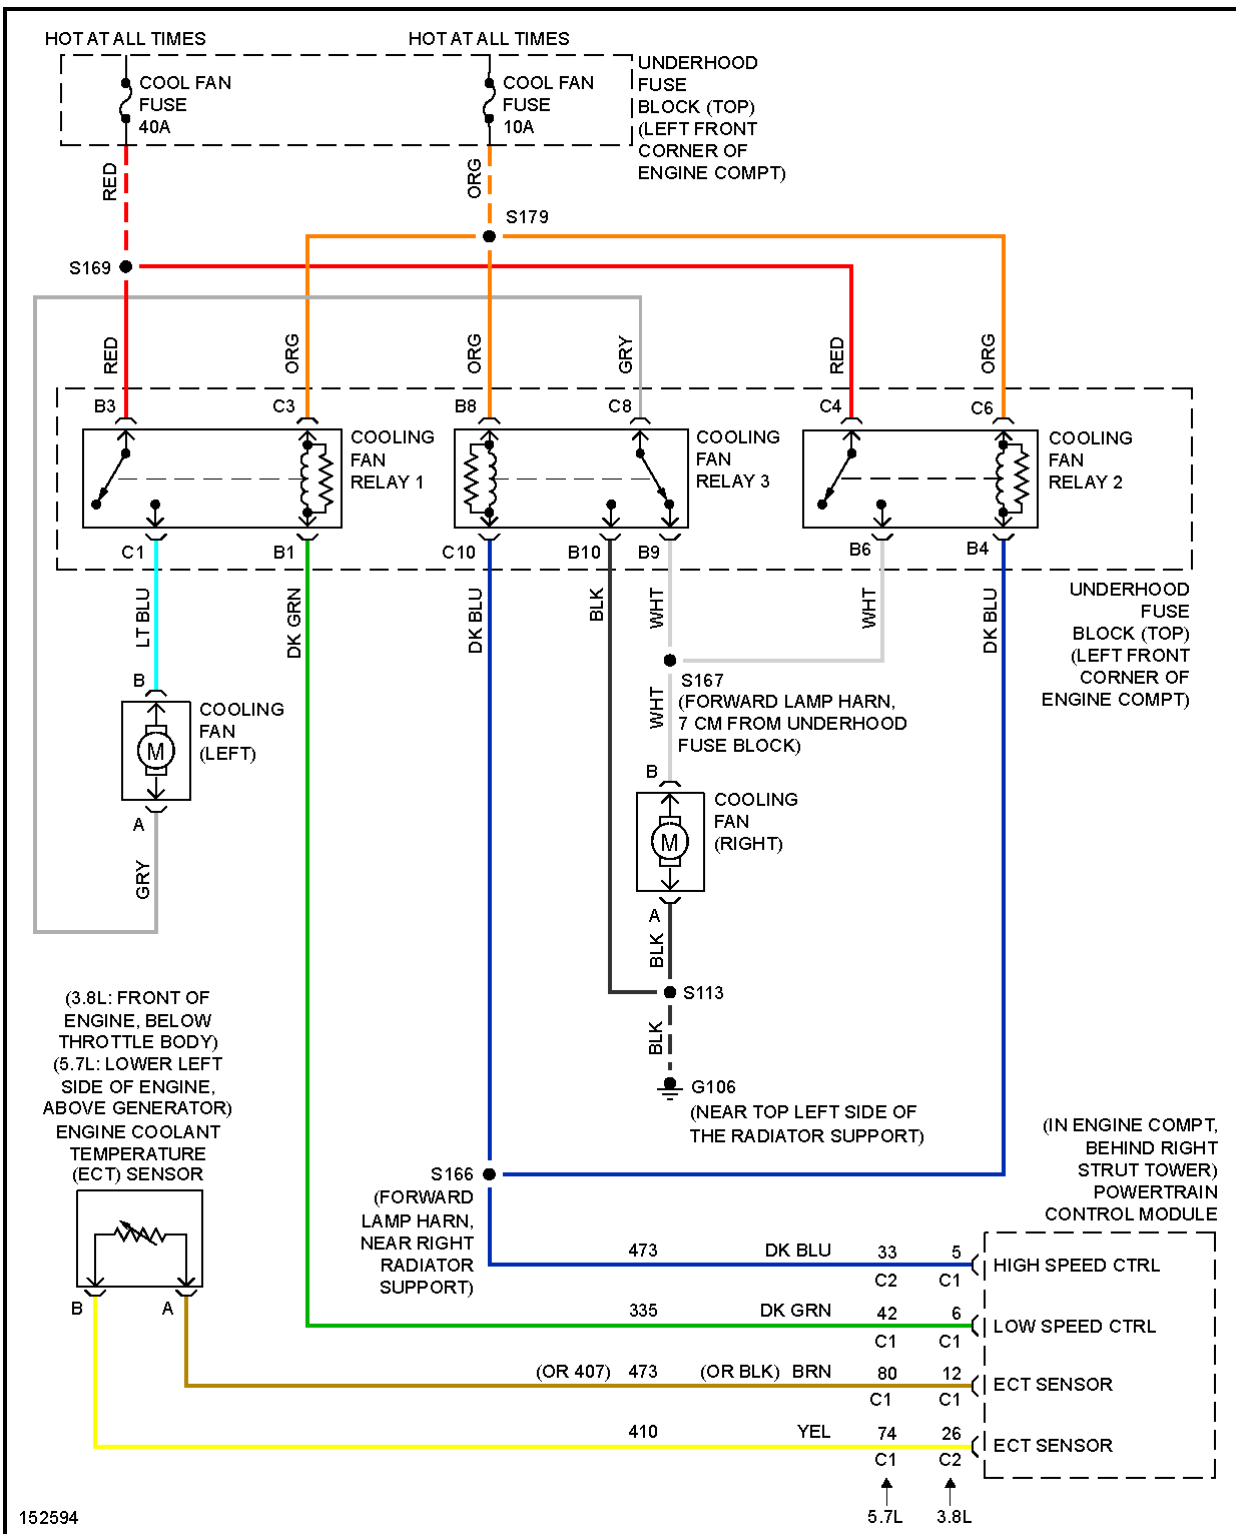 HOT AT ALL TIMES
HOT AT ALL TIMES
COOL FAN
FUSE
40A
COOL FAN
FUSE
10A
UNDERHOOD
FUSE
BLOCK (TOP)
(LEFT FRONT
CORNER OF
ENGINE COMPT)
RED
ORG
S179
S169
RED
ORG
ORG
GRY
RED
ORG
B3
C3
B8
C8
C4
C6
COOLING
FAN
RELAY 1
COOLING
FAN
RELAY 3
COOLING
FAN
RELAY 2
C1
B1
C10
B10
B9
B6
B4
LT BLU
DK GRN
DK BLU
BLK
WHT
WHT
DK BLU
UNDERHOOD
FUSE
BLOCK (TOP)
(LEFT FRONT
CORNER OF
ENGINE COMPT)
S167
(FORWARD LAMP HARN,
7 CM FROM UNDERHOOD
FUSE BLOCK)
WHT
B
COOLING
FAN
(LEFT)
M
A
GRY
B
COOLING
FAN
(RIGHT)
M
A
BLK
S113
BLK
G106
(NEAR TOP LEFT SIDE OF
THE RADIATOR SUPPORT)
(3.8L: FRONT OF
ENGINE, BELOW
THROTTLE BODY)
(5.7L: LOWER LEFT
SIDE OF ENGINE,
ABOVE GENERATOR)
ENGINE COOLANT
TEMPERATURE
(ECT) SENSOR
B
A
S166
(FORWARD
LAMP HARN,
NEAR RIGHT
RADIATOR
SUPPORT)
(IN ENGINE COMPT,
BEHIND RIGHT
STRUT TOWER)
POWERTRAIN
CONTROL MODULE
473 DK BLU 33 5 HIGH SPEED CTRL
C2 C1
335 DK GRN 42 6 LOW SPEED CTRL
C1 C1
(OR 407) 473 (OR BLK) BRN 80 12 ECT SENSOR
C1 C1
410 YEL 74 26 ECT SENSOR
C1 C2
5.7L 3.8L
152594